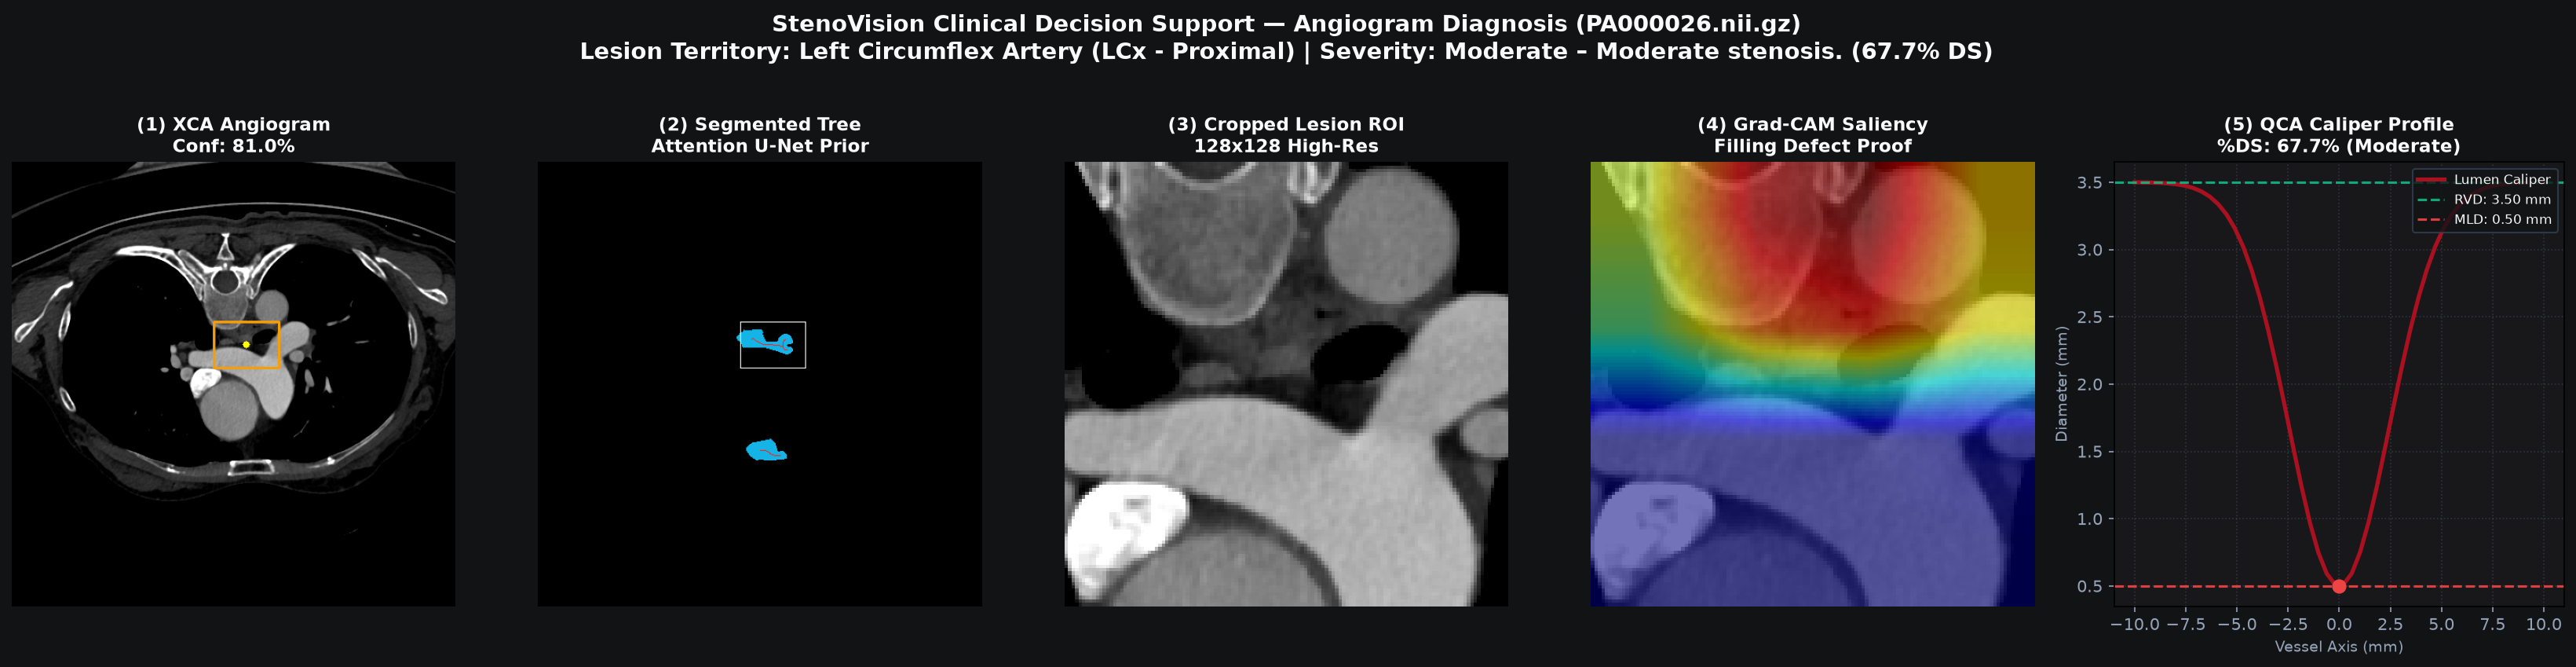 StenoVision Clinical Decision Support — Angiogram Diagnosis (PA000026.nii.gz)
Lesion Territory: Left Circumflex Artery (LCx - Proximal) | Severity: Moderate – Moderate stenosis. (67.7% DS)
(1) XCA Angiogram
Conf: 81.0%
(2) Segmented Tree
Attention U-Net Prior
(3) Cropped Lesion ROI
128x128 High-Res
(4) Grad-CAM Saliency
Filling Defect Proof
(5) QCA Caliper Profile
%DS: 67.7% (Moderate)
Lumen Caliper
RVD: 3.50 mm
MLD: 0.50 mm
Diameter (mm)
3.5
3.0
2.5
2.0
1.5
1.0
0.5
−10.0 −7.5 −5.0 −2.5 0.0 2.5 5.0 7.5 10.0
Vessel Axis (mm)